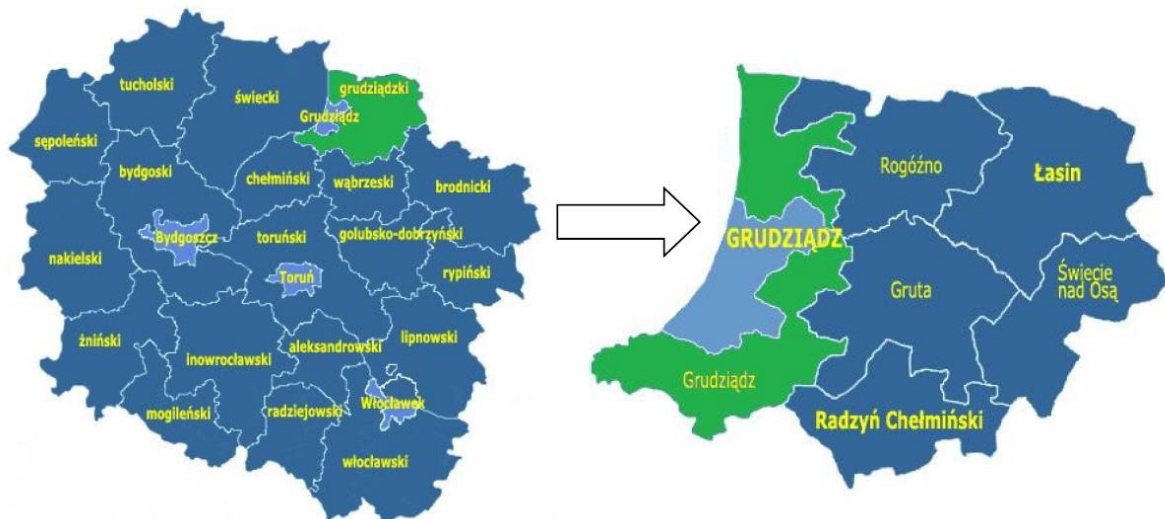 tucholski
świecki
grudziądzki
Grudziądz
sępoleński
bydgoski
chełmiński
wąbrzeski
brodnicki
Bydgoszcz
toruński
golubsko-dobrzyński
nakielski
Toruń
rypiński
żniński
inowrocławski
aleksandrowski
lipnowski
mogileński
radziejowski
Włocławek
włocławski
Rogóźno
Łasin
GRUDZIĄDZ
Gruta
Świecie
nad Osą
Grudziądz
Radzyń Chełmiński